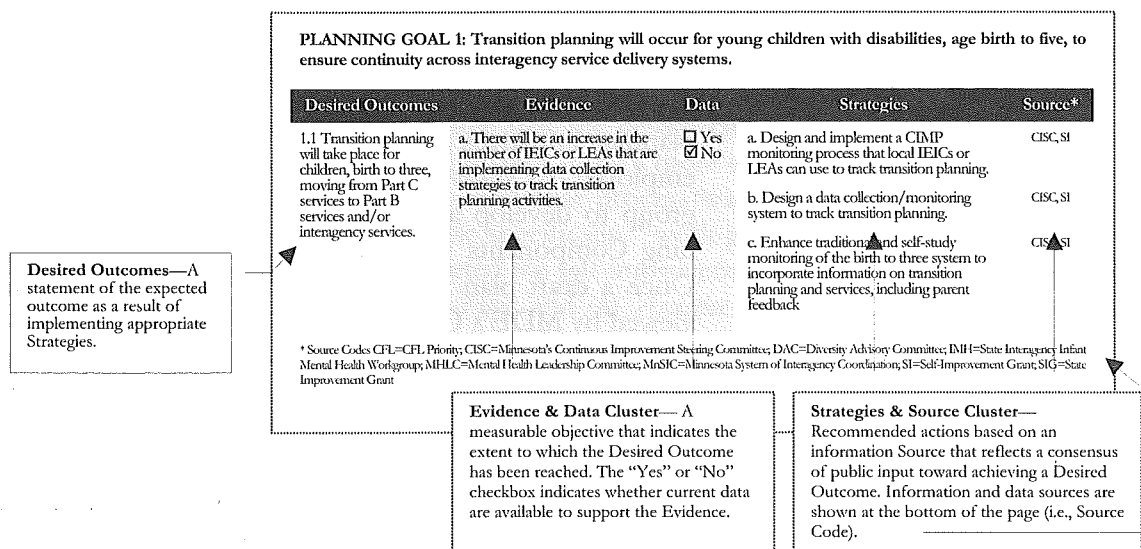 PLANNING GOAL 1: Transition planning will occur for young children with disabilities, age birth to five, to
ensure continuity across interagency service delivery systems.
Desired Outcomes Evidence Data Strategies Source*
1.1 Transition planning
will take place for
children, birth to three,
moving from Part C
services to Part B
services and/or
interagency services.
a. There will be an increase in the
number of IEICs or LEAs that are
implementing data collection
strategies to track transition
planning activities.
☐ Yes
☑ No
a. Design and implement a CIMP
monitoring process that local IEICs or
LEAs can use to track transition planning.
CISC, SI
b. Design a data collection/monitoring
system to track transition planning.
CISC, SI
c. Enhance traditional and self-study
monitoring of the birth to three system to
incorporate information on transition
planning and services, including parent
feedback
CISC, SI
* Source Codes CFL=CFL Priority; CISC=Minnesota's Continuous Improvement Steering Committee; DAC=Diversity Advisory Committee; IMH=State Interagency Infant
Mental Health Workgroup; MHLC=Mental Health Leadership Committee; MnSIC=Minnesota System of Interagency Coordination; SI=Self-Improvement Grant; SIG=State
Improvement Grant
Desired Outcomes—A
statement of the expected
outcome as a result of
implementing appropriate
Strategies.
Evidence & Data Cluster— A
measurable objective that indicates the
extent to which the Desired Outcome
has been reached. The “Yes” or “No”
checkbox indicates whether current data
are available to support the Evidence.
Strategies & Source Cluster—
Recommended actions based on an
information Source that reflects a consensus
of public input toward achieving a Desired
Outcome. Information and data sources are
shown at the bottom of the page (i.e., Source
Code).